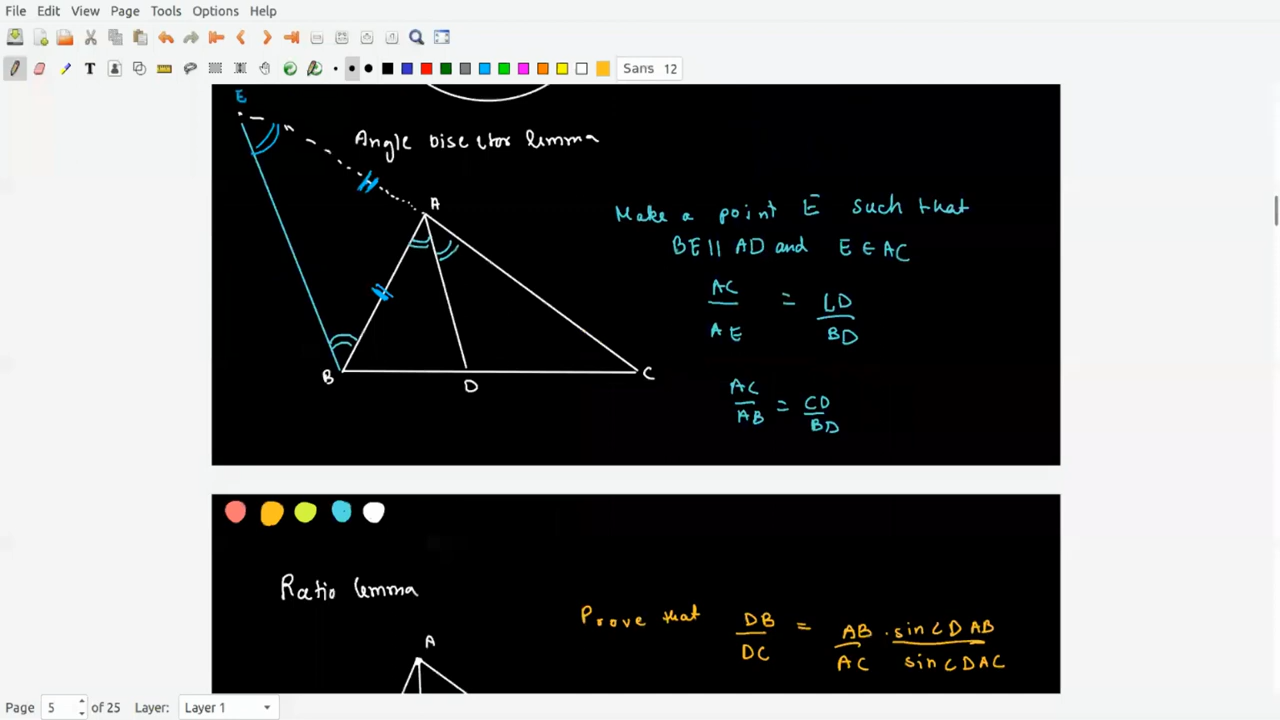 File Edit View Page Tools Options Help
Sans 12
E
Angle Bisector lemma
A
Make a point E such that
BE || AD and E ∈ AC
AC/AE = CD/BD
AC/AB = CD/BD
B D C
Ratio lemma
Prove that DB/DC = AB/AC · sin∠DAB/sin∠DAC
A
Page 5 of 25 Layer: Layer 1